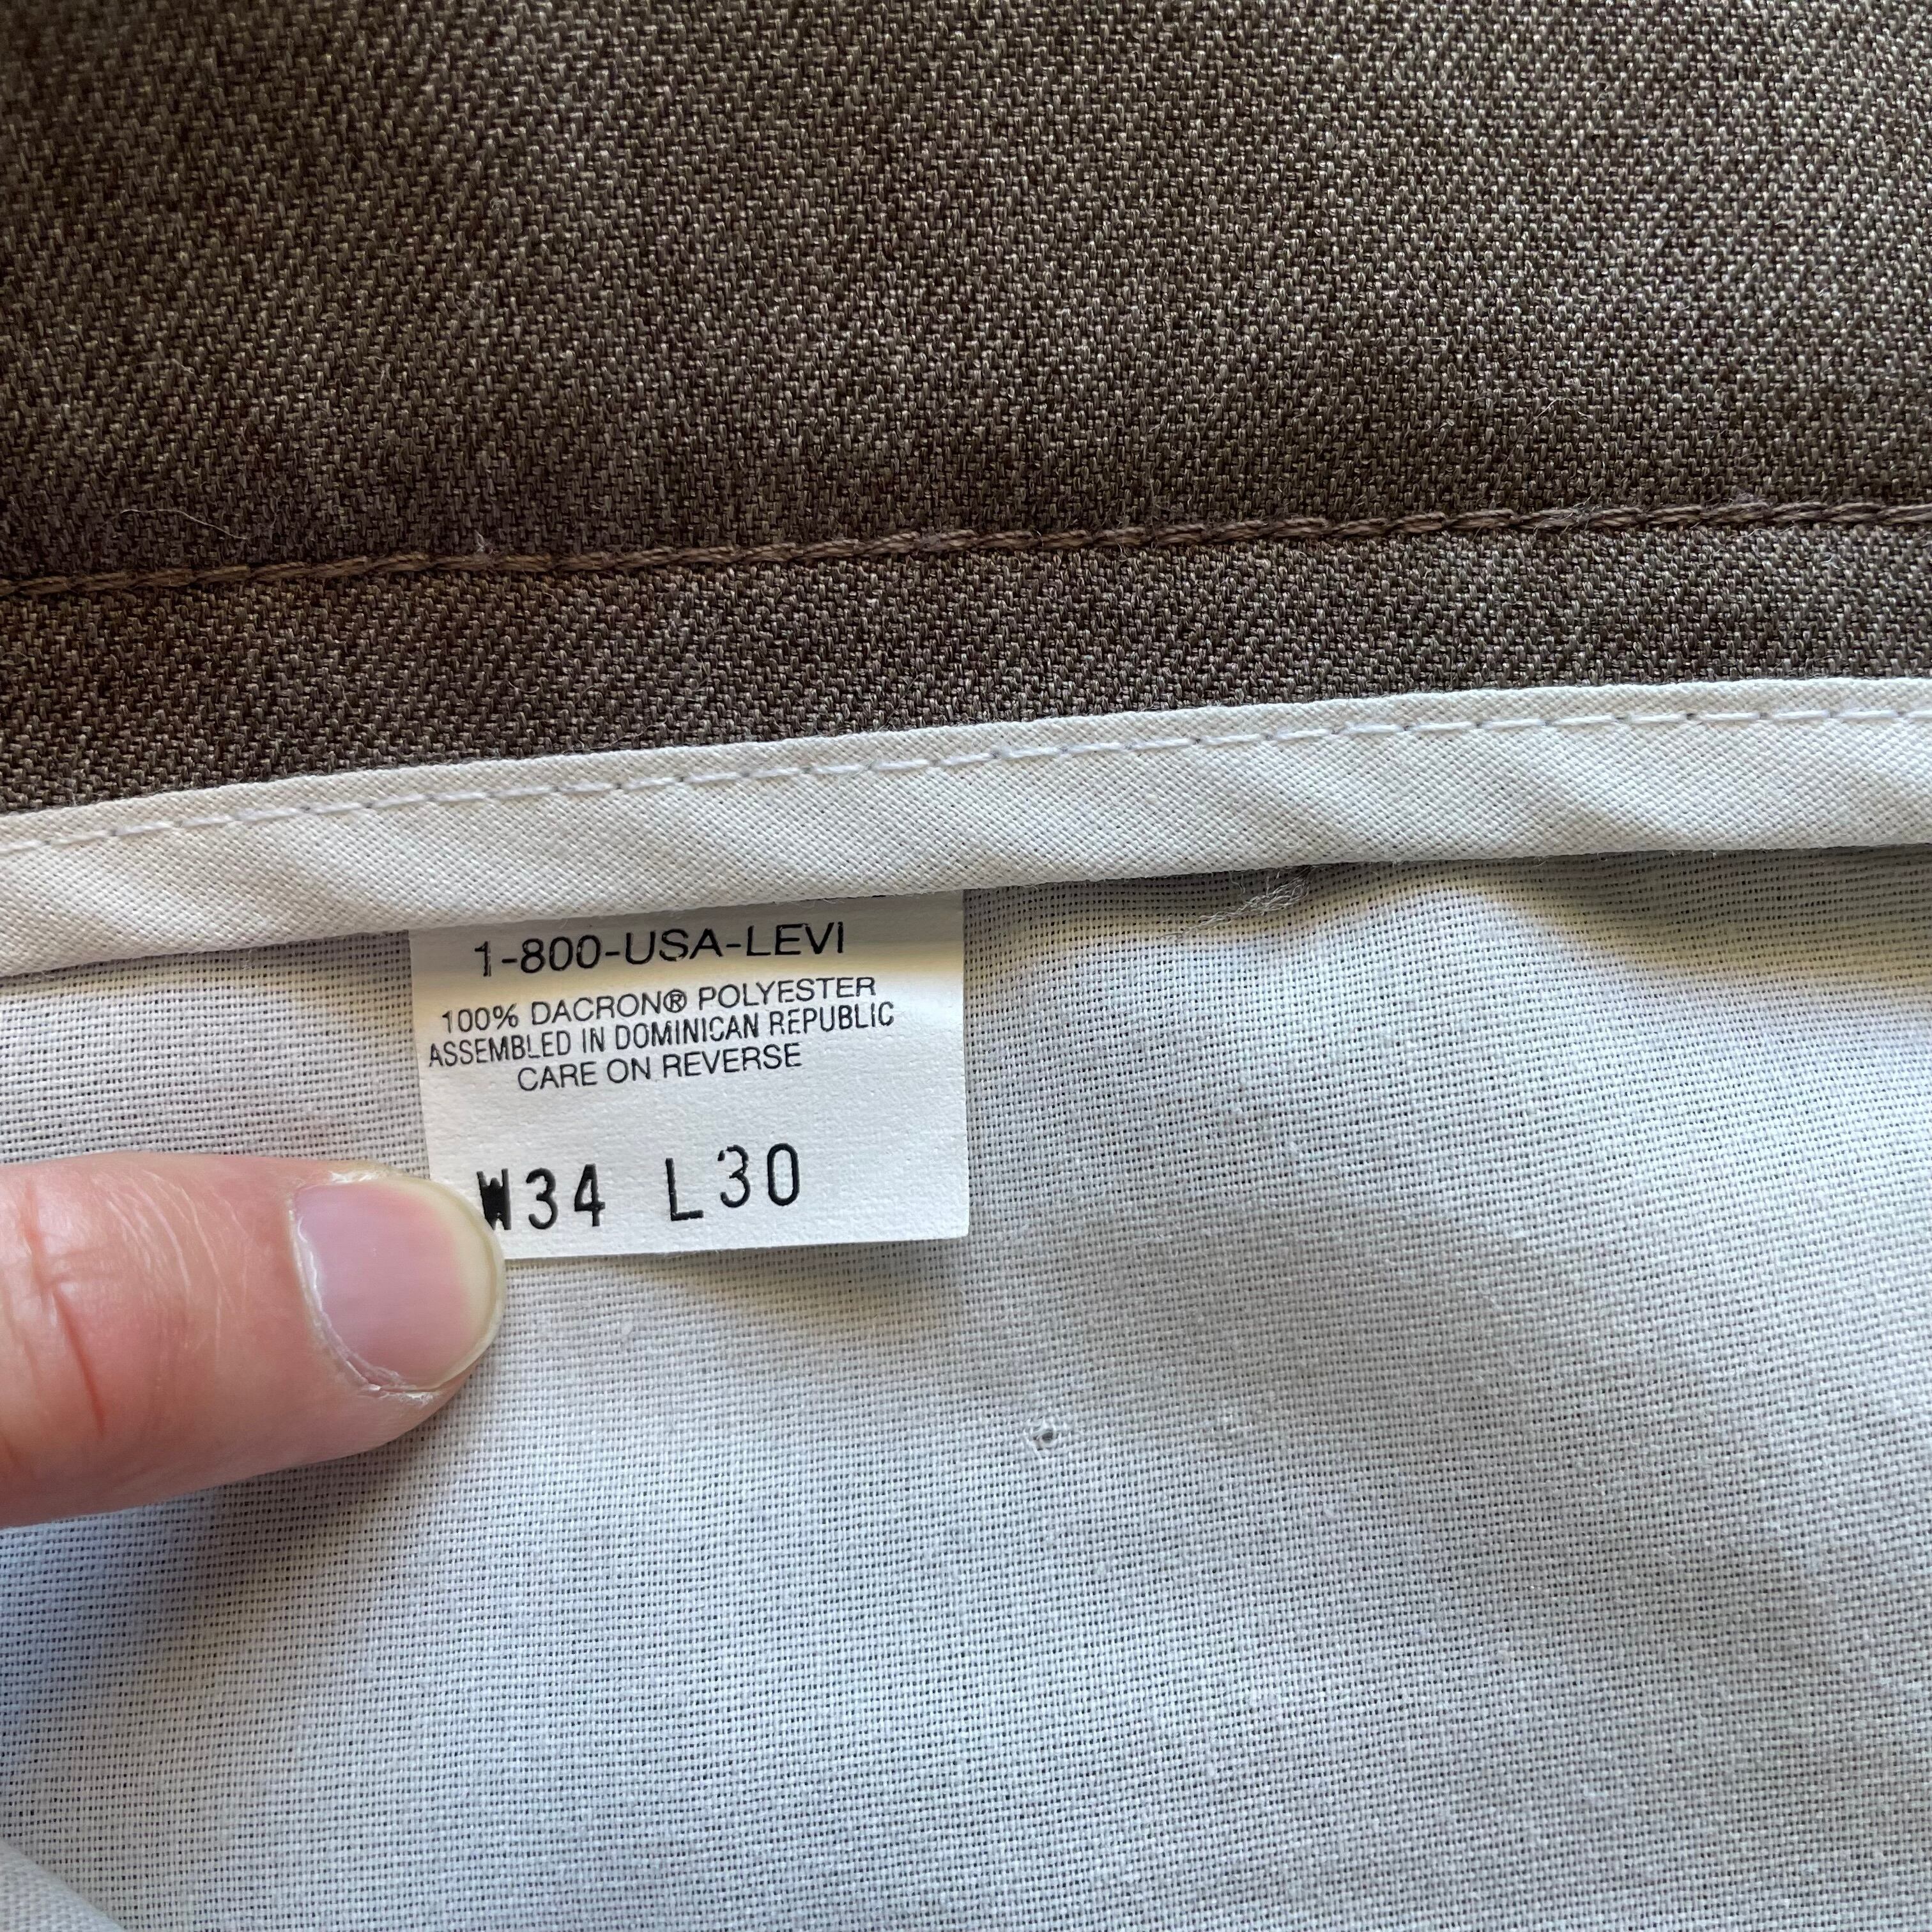 1-800-USA-LEVI
100% DACRON® POLYESTER
ASSEMBLED IN DOMINICAN REPUBLIC
CARE ON REVERSE
W34 L30